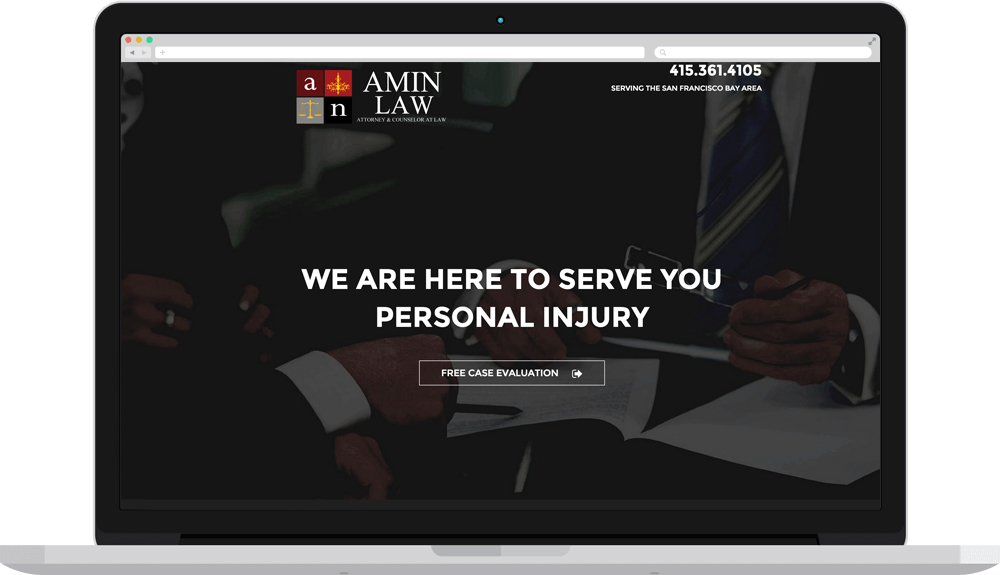 a
n
AMIN
LAW
ATTORNEY & COUNSELOR AT LAW
415.361.4105
SERVING THE SAN FRANCISCO BAY AREA
WE ARE HERE TO SERVE YOU
PERSONAL INJURY
FREE CASE EVALUATION